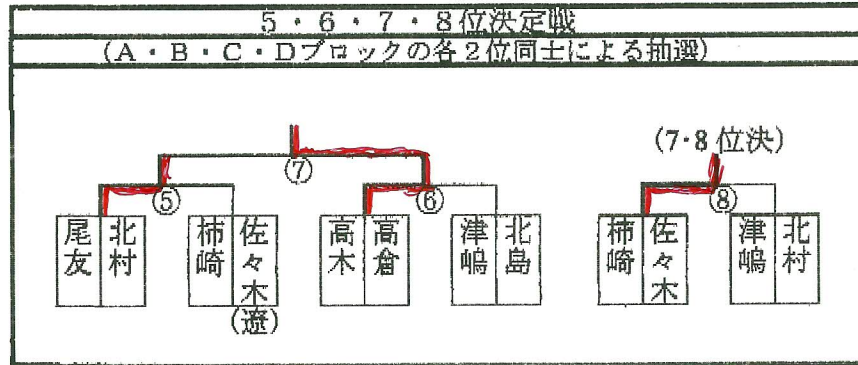 5・6・7・8位決定戦
(A・B・C・Dブロックの各2位同士による抽選)
(7・8位決)
⑦
⑤
⑥
⑧
尾友
北村
柿崎
佐々木(遼)
高木
高倉
津嶋
北島
柿崎
佐々木
津嶋
北村